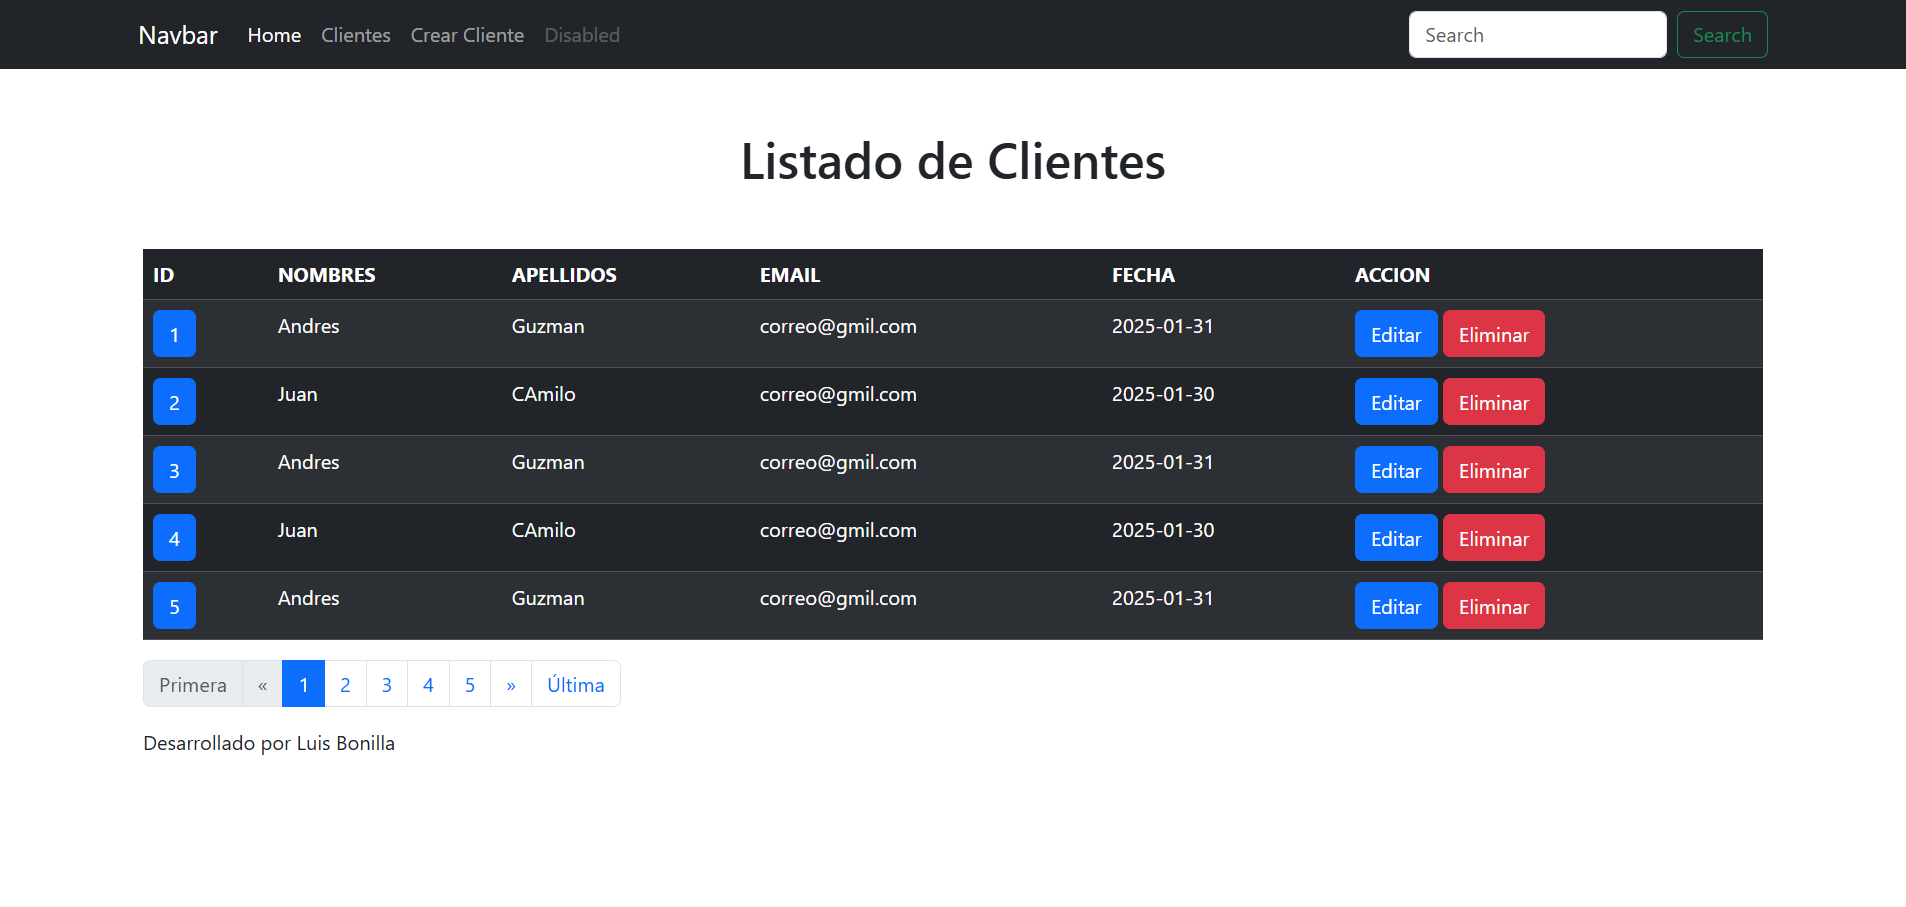 Navbar Home Clientes Crear Cliente Disabled Search Search
Listado de Clientes
ID NOMBRES APELLIDOS EMAIL FECHA ACCION
1 Andres Guzman correo@gmil.com 2025-01-31 Editar Eliminar
2 Juan CAmilo correo@gmil.com 2025-01-30 Editar Eliminar
3 Andres Guzman correo@gmil.com 2025-01-31 Editar Eliminar
4 Juan CAmilo correo@gmil.com 2025-01-30 Editar Eliminar
5 Andres Guzman correo@gmil.com 2025-01-31 Editar Eliminar
Primera « 1 2 3 4 5 » Última
Desarrollado por Luis Bonilla